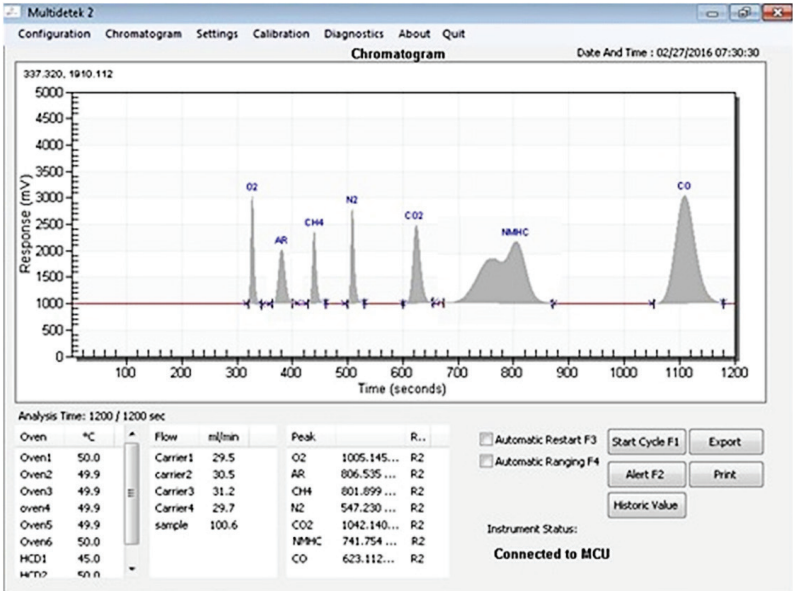 Multidetek 2
Configuration Chromatogram Settings Calibration Diagnostics About Quit
Chromatogram
Date And Time : 02/27/2016 07:30:30
337.320, 1910.112
5000
4500
4000
3500
3000
2500
2000
1500
1000
500
0
Response (mV)
O2
AR
CH4
N2
CO2
NMHC
CO
100 200 300 400 500 600 700 800 900 1000 1100 1200
Time (seconds)
Analysis Time: 1200 / 1200 sec
Oven °C
Oven1 50.0
Oven2 49.9
Oven3 49.9
oven4 49.9
Oven5 49.9
Oven6 50.0
HCD1 45.0
HCD2 50.0
Flow ml/min
Carrier1 29.5
carrier2 30.5
Carrier3 31.2
Carrier4 29.7
sample 100.6
Peak R..
O2 1005.145... R2
AR 806.535 ... R2
CH4 801.899 ... R2
N2 547.230 ... R2
CO2 1042.140... R2
NMHC 741.754 ... R2
CO 623.112... R2
Automatic Restart F3
Automatic Ranging F4
Start Cycle F1
Export
Alert F2
Print
Historic Value
Instrument Status:
Connected to MCU